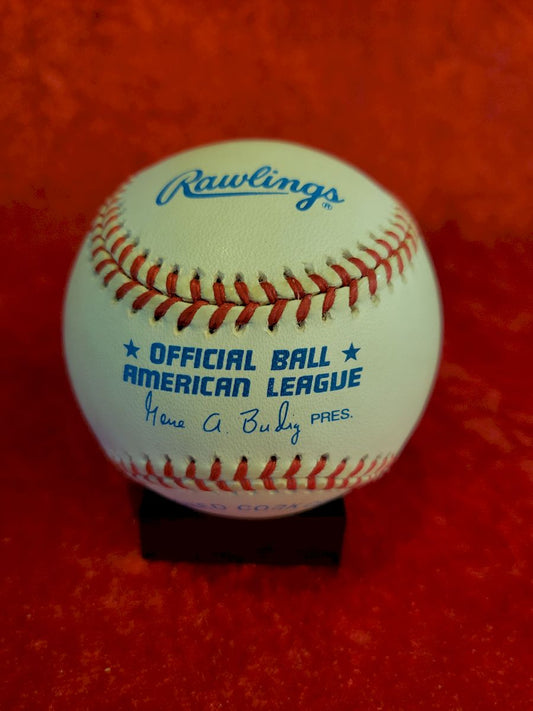 Rawlings®
★ OFFICIAL BALL ★
AMERICAN LEAGUE
Gene A. Budig PRES.